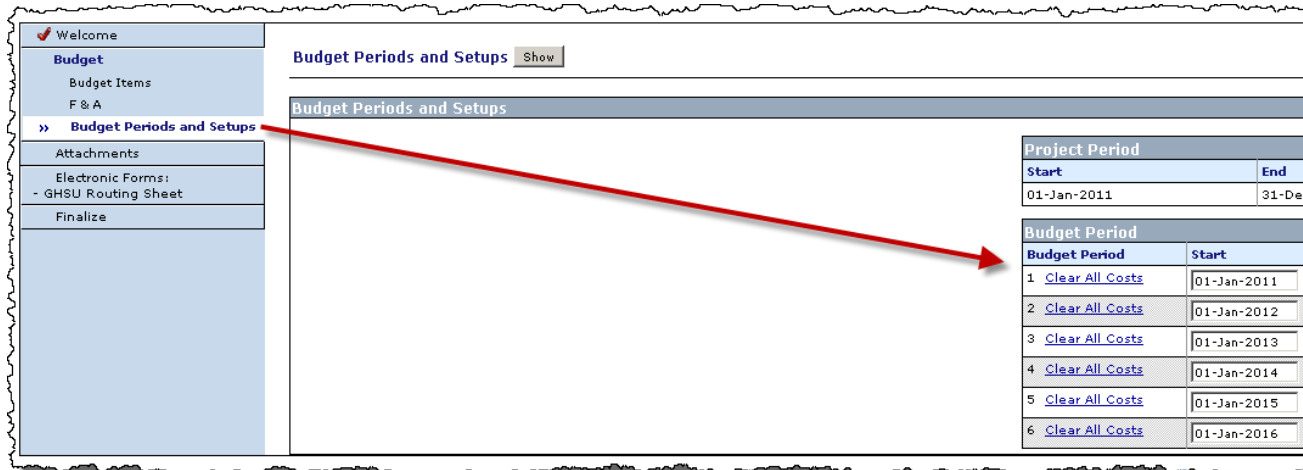 Welcome
Budget
Budget Items
F & A
» Budget Periods and Setups
Attachments
Electronic Forms:
- GHSU Routing Sheet
Finalize
Budget Periods and Setups Show
Budget Periods and Setups
Project Period
Start End
01-Jan-2011 31-De
Budget Period
Budget Period Start
1 Clear All Costs 01-Jan-2011
2 Clear All Costs 01-Jan-2012
3 Clear All Costs 01-Jan-2013
4 Clear All Costs 01-Jan-2014
5 Clear All Costs 01-Jan-2015
6 Clear All Costs 01-Jan-2016